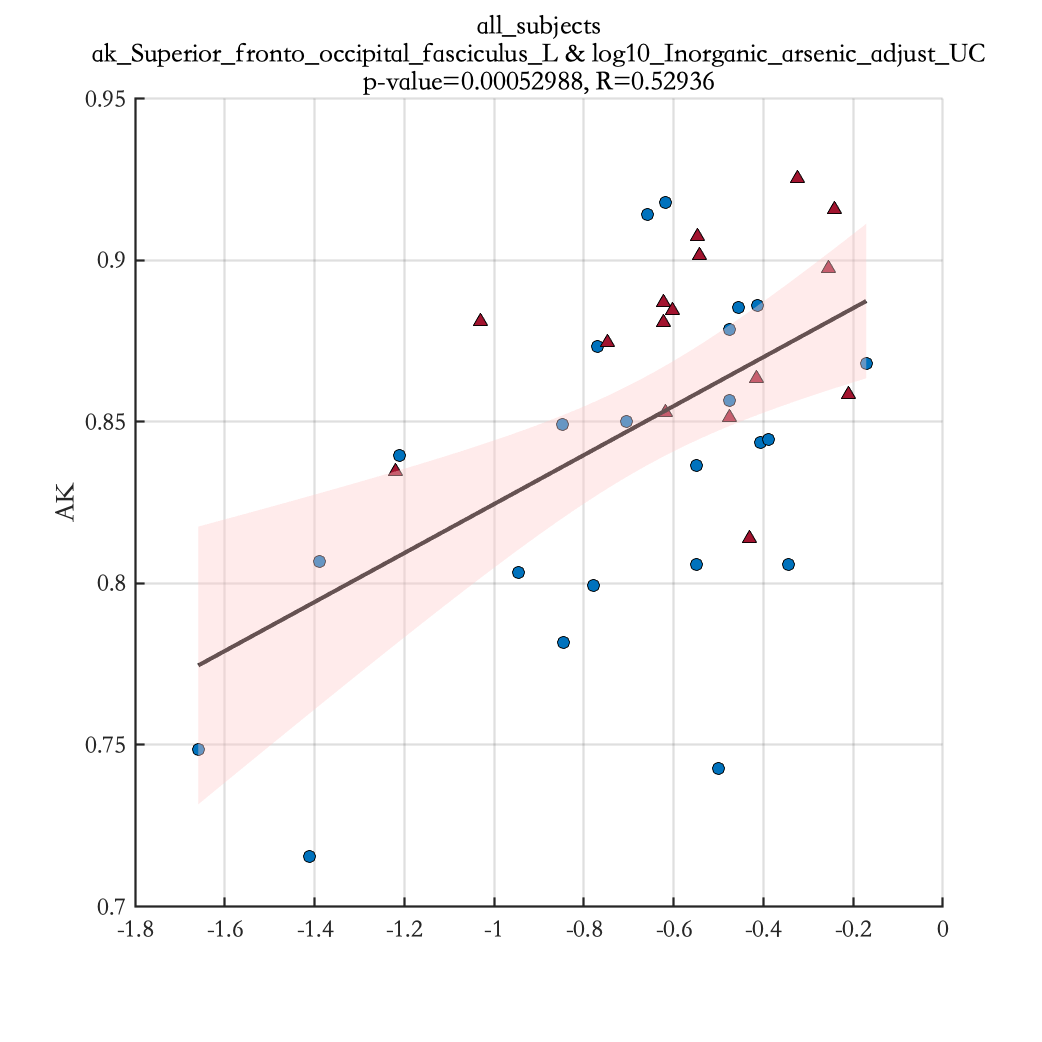 all_subjects
ak_Superior_fronto_occipital_fasciculus_L & log10_Inorganic_arsenic_adjust_UC
p-value=0.00052988, R=0.52936
0.95
0.9
0.85
AK
0.8
0.75
0.7
-1.8 -1.6 -1.4 -1.2 -1 -0.8 -0.6 -0.4 -0.2 0